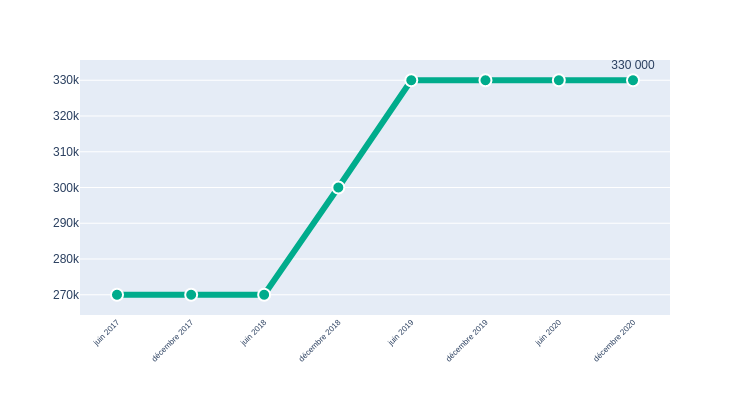 330 000
330k
320k
310k
300k
290k
280k
270k
juin 2017
décembre 2017
juin 2018
décembre 2018
juin 2019
décembre 2019
juin 2020
décembre 2020